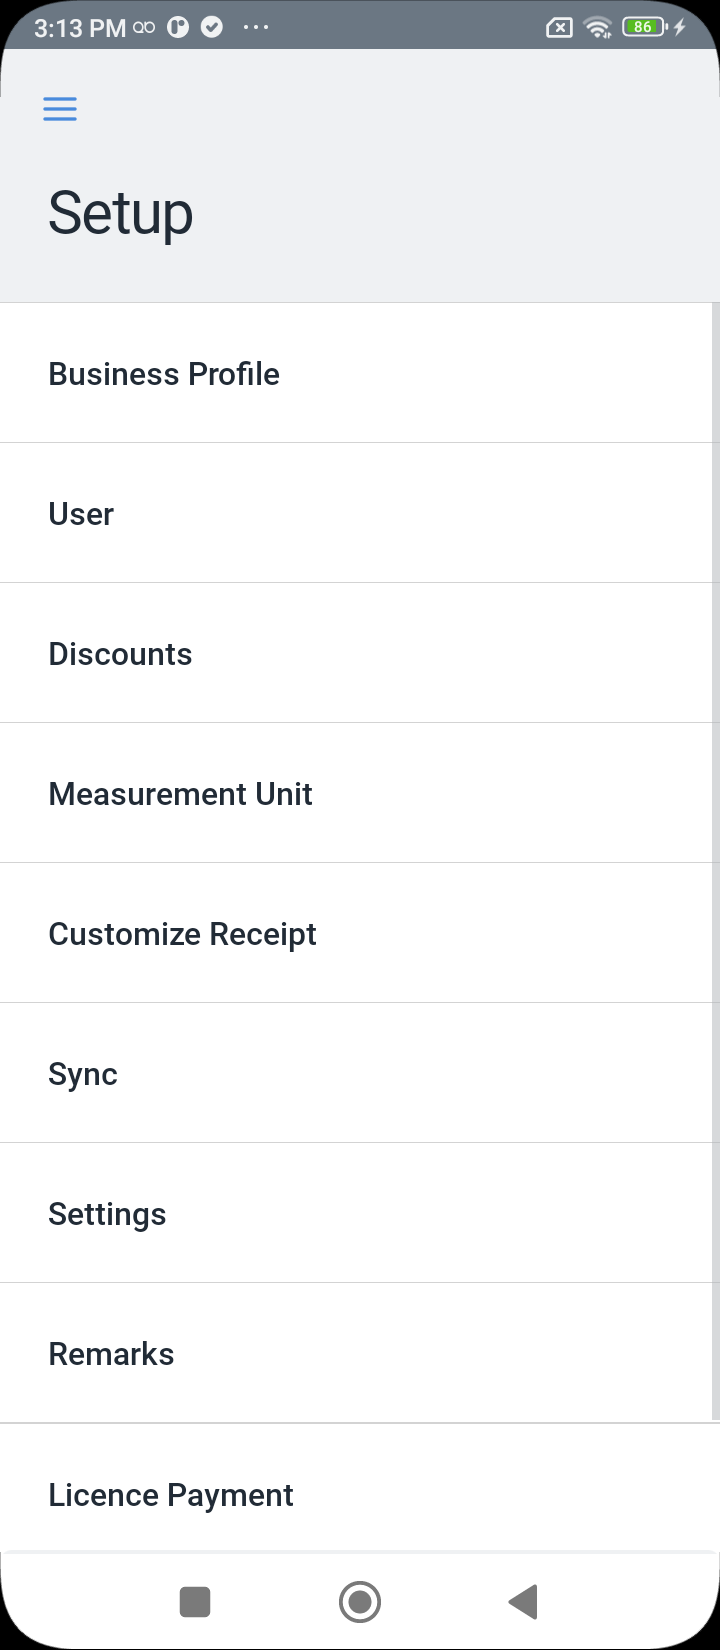 3:13 PM
86
Setup
Business Profile
User
Discounts
Measurement Unit
Customize Receipt
Sync
Settings
Remarks
Licence Payment